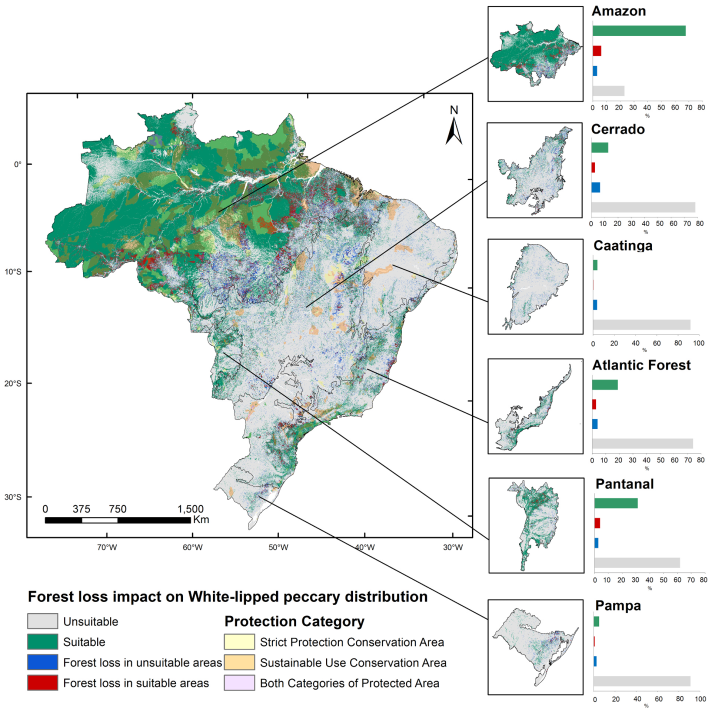 Amazon
0 10 20 30 40 50 60 70 80
%
Cerrado
0 10 20 30 40 50 60 70 80
%
Caatinga
0 20 40 60 80 100
%
Atlantic Forest
0 10 20 30 40 50 60 70 80
%
Pantanal
0 10 20 30 40 50 60 70 80
%
Pampa
0 20 40 60 80 100
%
N
0°
10°S
20°S
30°S
0 375 750 1,500
Km
70°W 60°W 50°W 40°W 30°W
Forest loss impact on White-lipped peccary distribution
Unsuitable
Suitable
Forest loss in unsuitable areas
Forest loss in suitable areas
Protection Category
Strict Protection Conservation Area
Sustainable Use Conservation Area
Both Categories of Protected Area